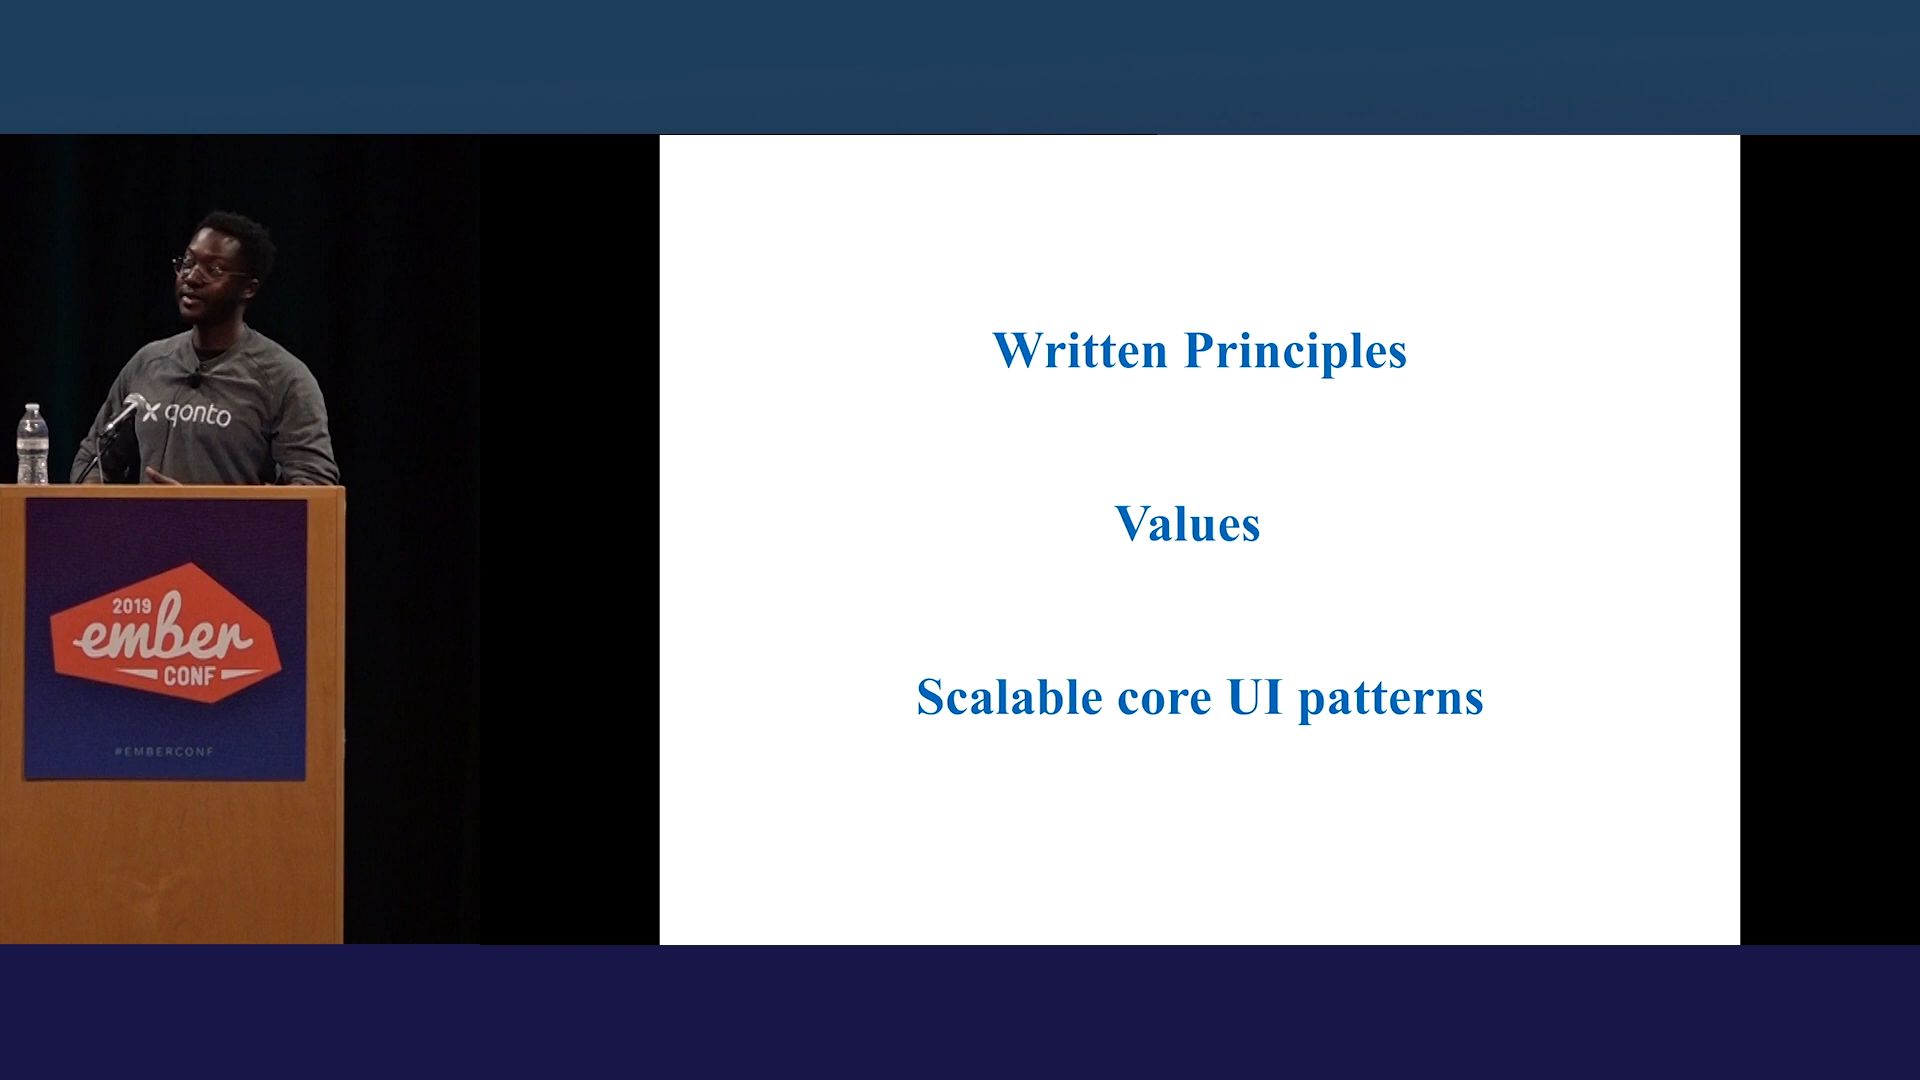 Written Principles
Values
Scalable core UI patterns
qonto
2019
ember
CONF
#EMBERCONF